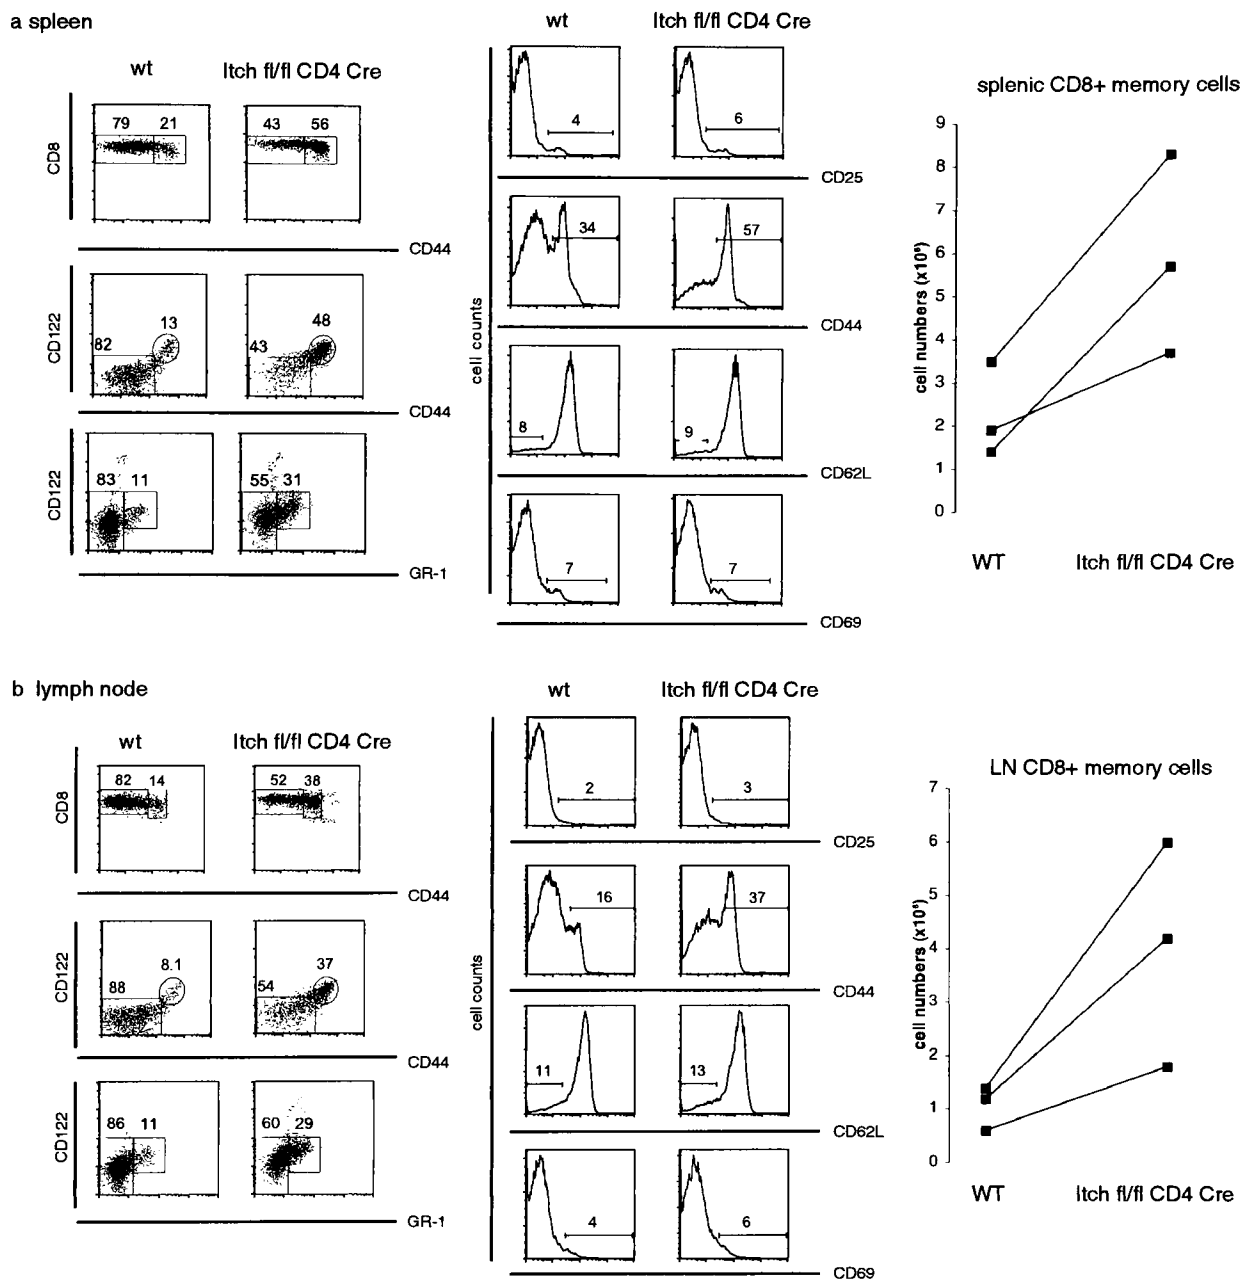 a spleen
wt
Itch fl/fl CD4 Cre
CD8
79
21
43
56
CD44
CD122
82
13
43
48
CD44
CD122
83
11
55
31
GR-1
wt
Itch fl/fl CD4 Cre
cell counts
4
6
CD25
34
57
CD44
8
9
CD62L
7
7
CD69
splenic CD8+ memory cells
cell numbers
9
8
7
6
5
4
3
2
1
0
WT
Itch fl/fl CD4 Cre
b lymph node
wt
Itch fl/fl CD4 Cre
CD8
82
14
52
38
CD44
CD122
88
8.1
54
37
CD44
CD122
86
11
60
29
GR-1
wt
Itch fl/fl CD4 Cre
cell counts
2
3
CD25
16
37
CD44
11
13
CD62L
4
6
CD69
LN CD8+ memory cells
cell numbers
7
6
5
4
3
2
1
0
WT
Itch fl/fl CD4 Cre